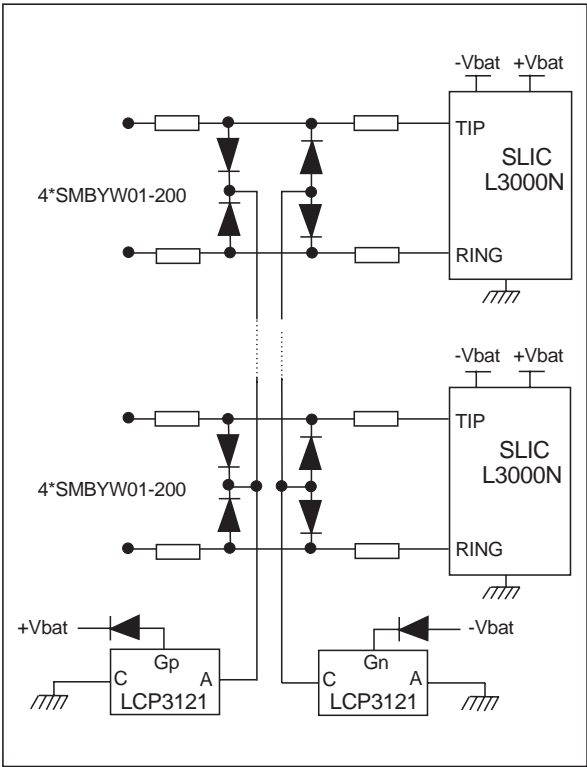 -Vbat +Vbat
TIP
SLIC
L3000N
4*SMBYW01-200
RING
-Vbat +Vbat
TIP
SLIC
L3000N
4*SMBYW01-200
RING
+Vbat
-Vbat
Gp
Gn
C A
C A
LCP3121
LCP3121